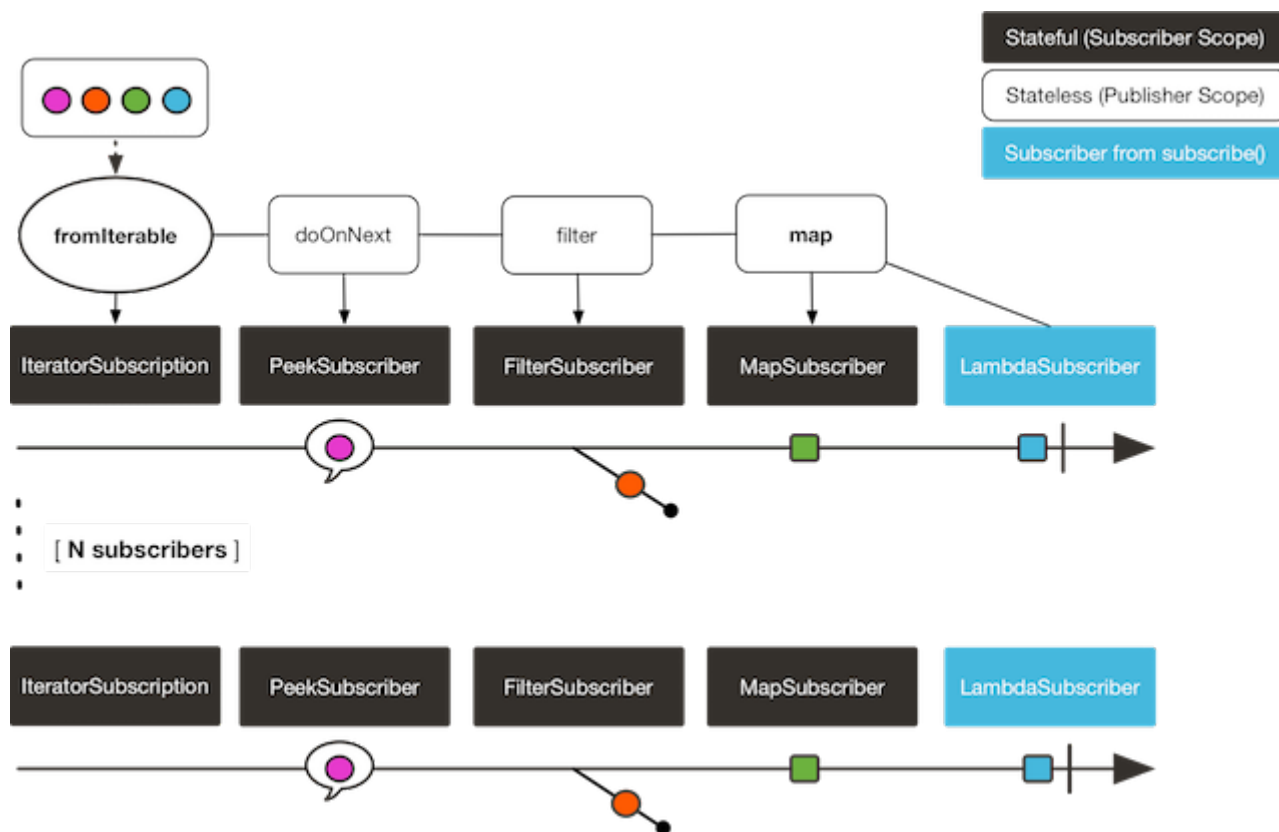 Stateful (Subscriber Scope)
Stateless (Publisher Scope)
Subscriber from subscribe()
fromIterable
doOnNext
filter
map
IteratorSubscription
PeekSubscriber
FilterSubscriber
MapSubscriber
LambdaSubscriber
[ N subscribers ]
IteratorSubscription
PeekSubscriber
FilterSubscriber
MapSubscriber
LambdaSubscriber